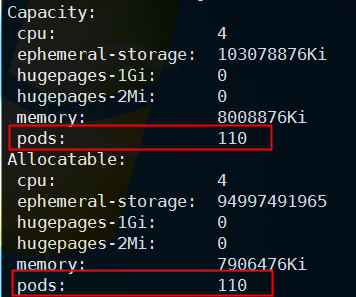 Capacity:
cpu: 4
ephemeral-storage: 103078876Ki
hugepages-1Gi: 0
hugepages-2Mi: 0
memory: 8008876Ki
pods: 110
Allocatable:
cpu: 4
ephemeral-storage: 94997491965
hugepages-1Gi: 0
hugepages-2Mi: 0
memory: 7906476Ki
pods: 110